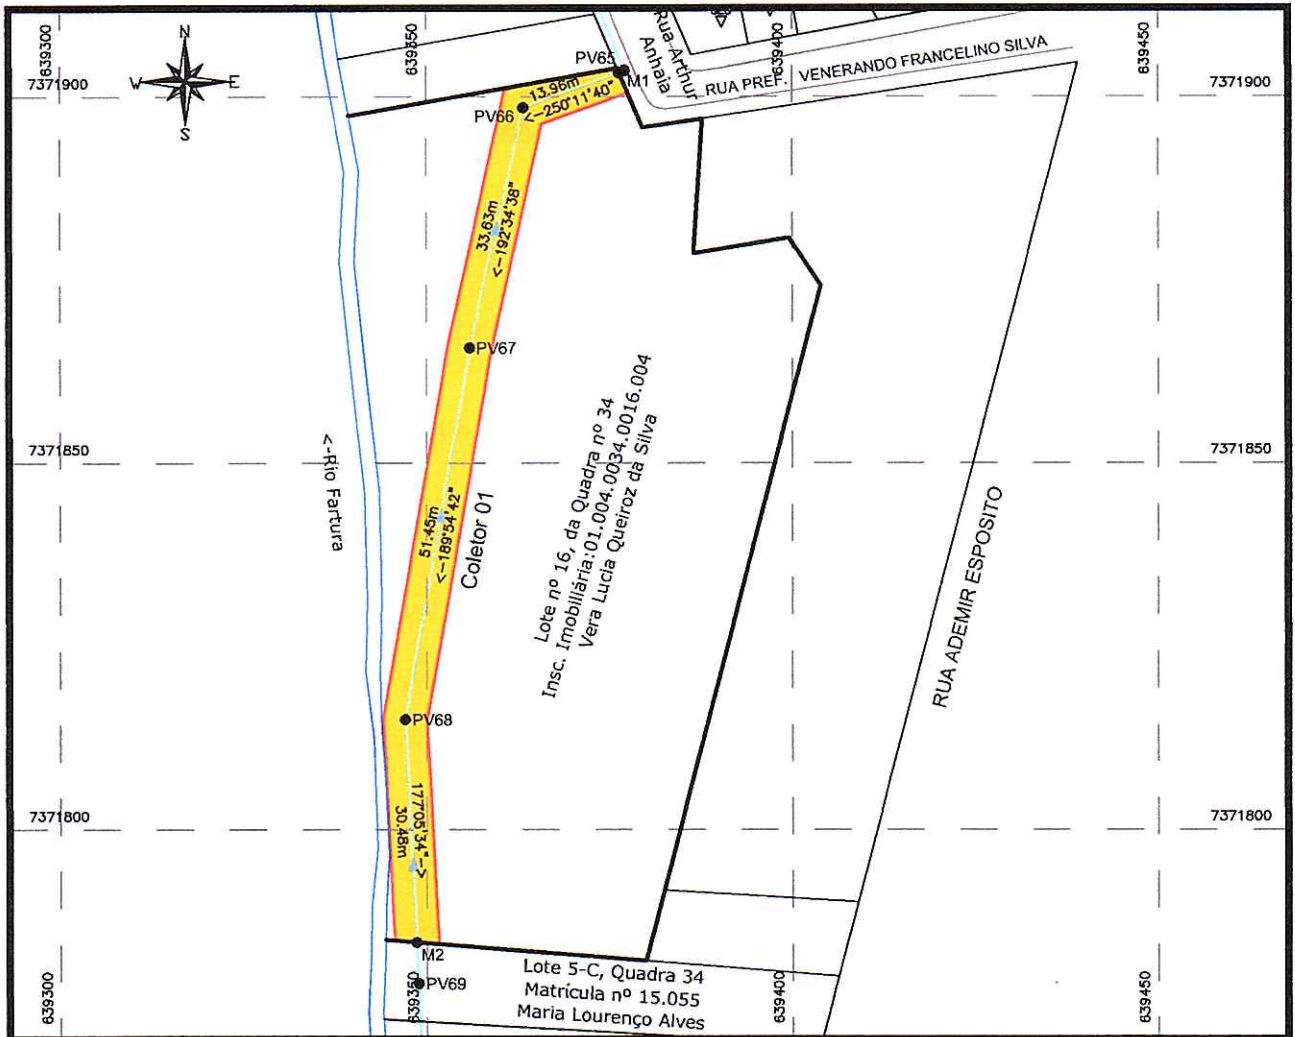 639300
639350
639400
639450
N
W
E
S
Rua Arthur
Anhaia
PV65
M1
RUA PREF. VENERANDO FRANCELINO SILVA
7371900
7371900
13.96m
<-250°11'40"
PV66
33.63m
<-192°34'38"
PV67
Lote nº 16, da Quadra nº 34
Insc. Imobiliária:01.004.0034.0016.004
Vera Lucia Queiroz da Silva
7371850
7371850
<-Rio Fartura
51.45m
<-189°54'42"
Coletor 01
RUA ADEMIR ESPOSITO
PV68
7371800
7371800
177°05'34"->
30.48m
M2
PV69
Lote 5-C, Quadra 34
Matrícula nº 15.055
Maria Lourenço Alves
639300
639350
639400
639450